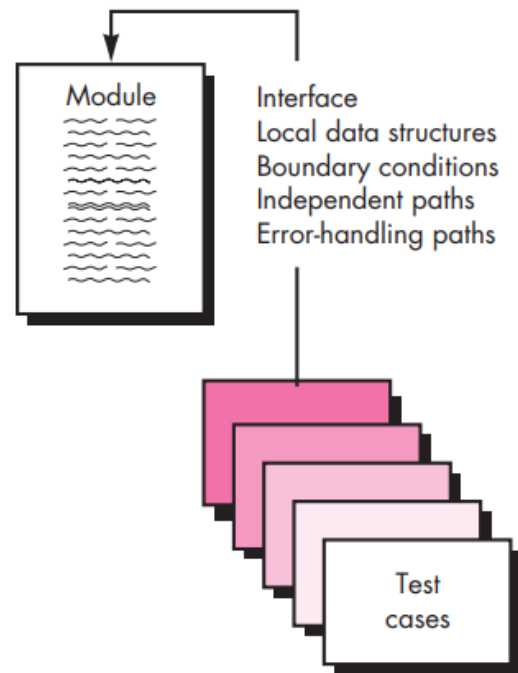 Module
Interface
Local data structures
Boundary conditions
Independent paths
Error-handling paths
Test
cases